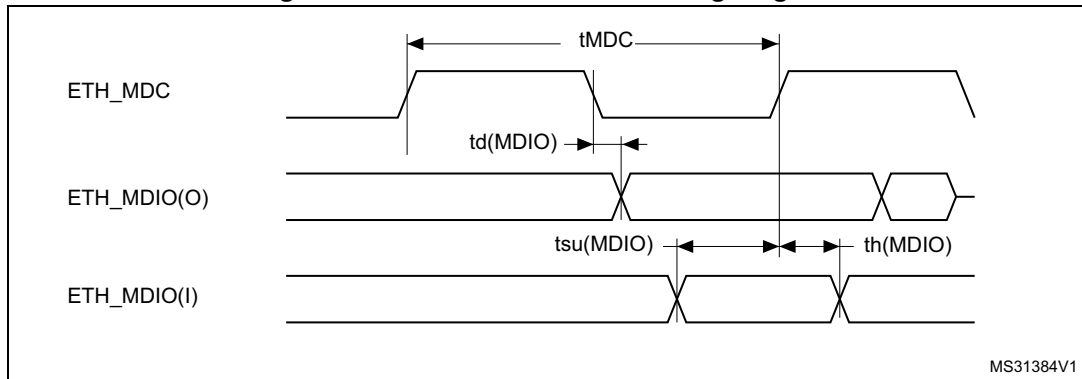 tMDC
ETH_MDC
td(MDIO)
ETH_MDIO(O)
tsu(MDIO) th(MDIO)
ETH_MDIO(I)
MS31384V1